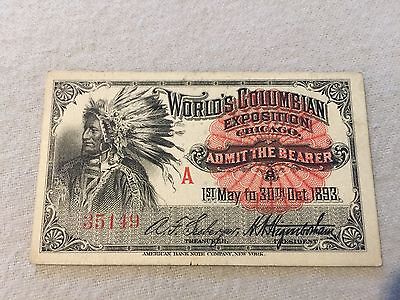 WORLD'S COLUMBIAN
EXPOSITION
CHICAGO.
ADMIT THE BEARER
A
1ST May to 30TH Oct. 1893.
35149
TREASURER.
PRESIDENT
AMERICAN BANK NOTE COMPANY, NEW YORK.